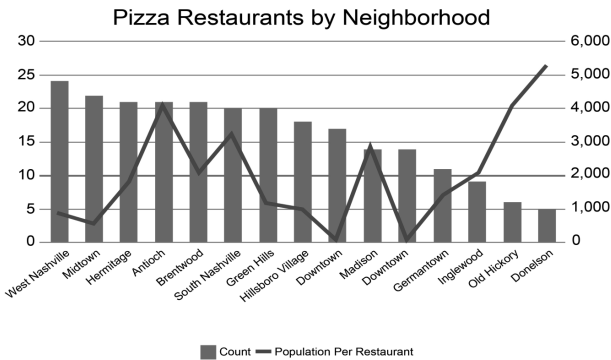 Pizza Restaurants by Neighborhood
30 6,000
25 5,000
20 4,000
15 3,000
10 2,000
5 1,000
0 0
West Nashville
Midtown
Hermitage
Antioch
Brentwood
South Nashville
Green Hills
Hillsboro Village
Downtown
Madison
Downtown
Germantown
Inglewood
Old Hickory
Donelson
Count Population Per Restaurant